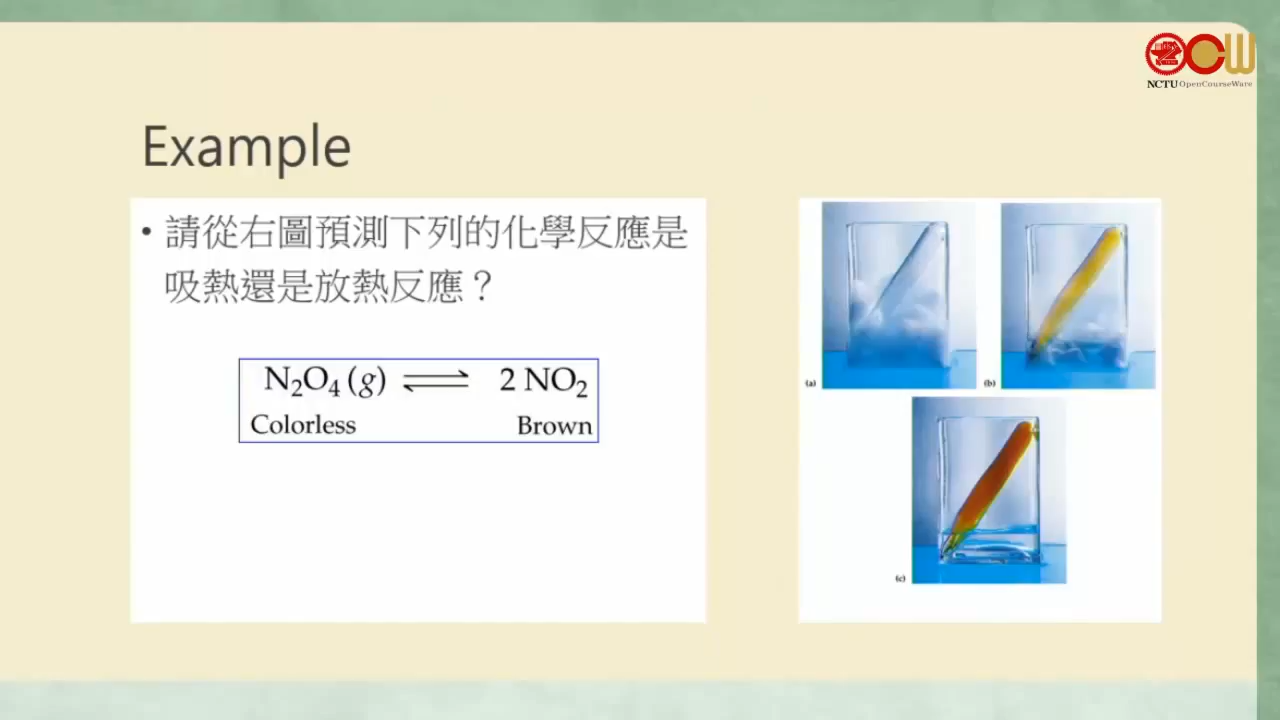 NCTU OpenCourseWare
Example
• 請從右圖預測下列的化學反應是
吸熱還是放熱反應？
N₂O₄ (g) ⇌ 2 NO₂
Colorless Brown
(a)
(b)
(c)